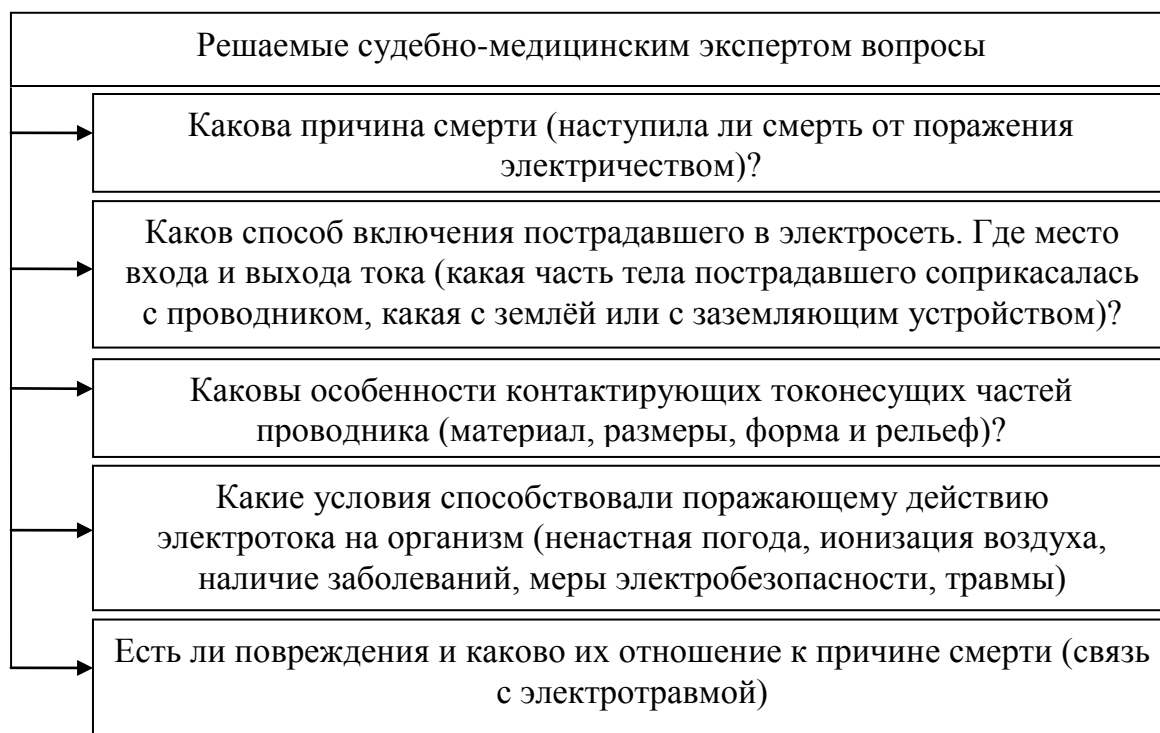 Решаемые судебно-медицинским экспертом вопросы
Какова причина смерти (наступила ли смерть от поражения
электричеством)?
Каков способ включения пострадавшего в электросеть. Где место
входа и выхода тока (какая часть тела пострадавшего соприкасалась
с проводником, какая с землёй или с заземляющим устройством)?
Каковы особенности контактирующих токонесущих частей
проводника (материал, размеры, форма и рельеф)?
Какие условия способствовали поражающему действию
электротока на организм (ненастная погода, ионизация воздуха,
наличие заболеваний, меры электробезопасности, травмы)
Есть ли повреждения и каково их отношение к причине смерти (связь
с электротравмой)